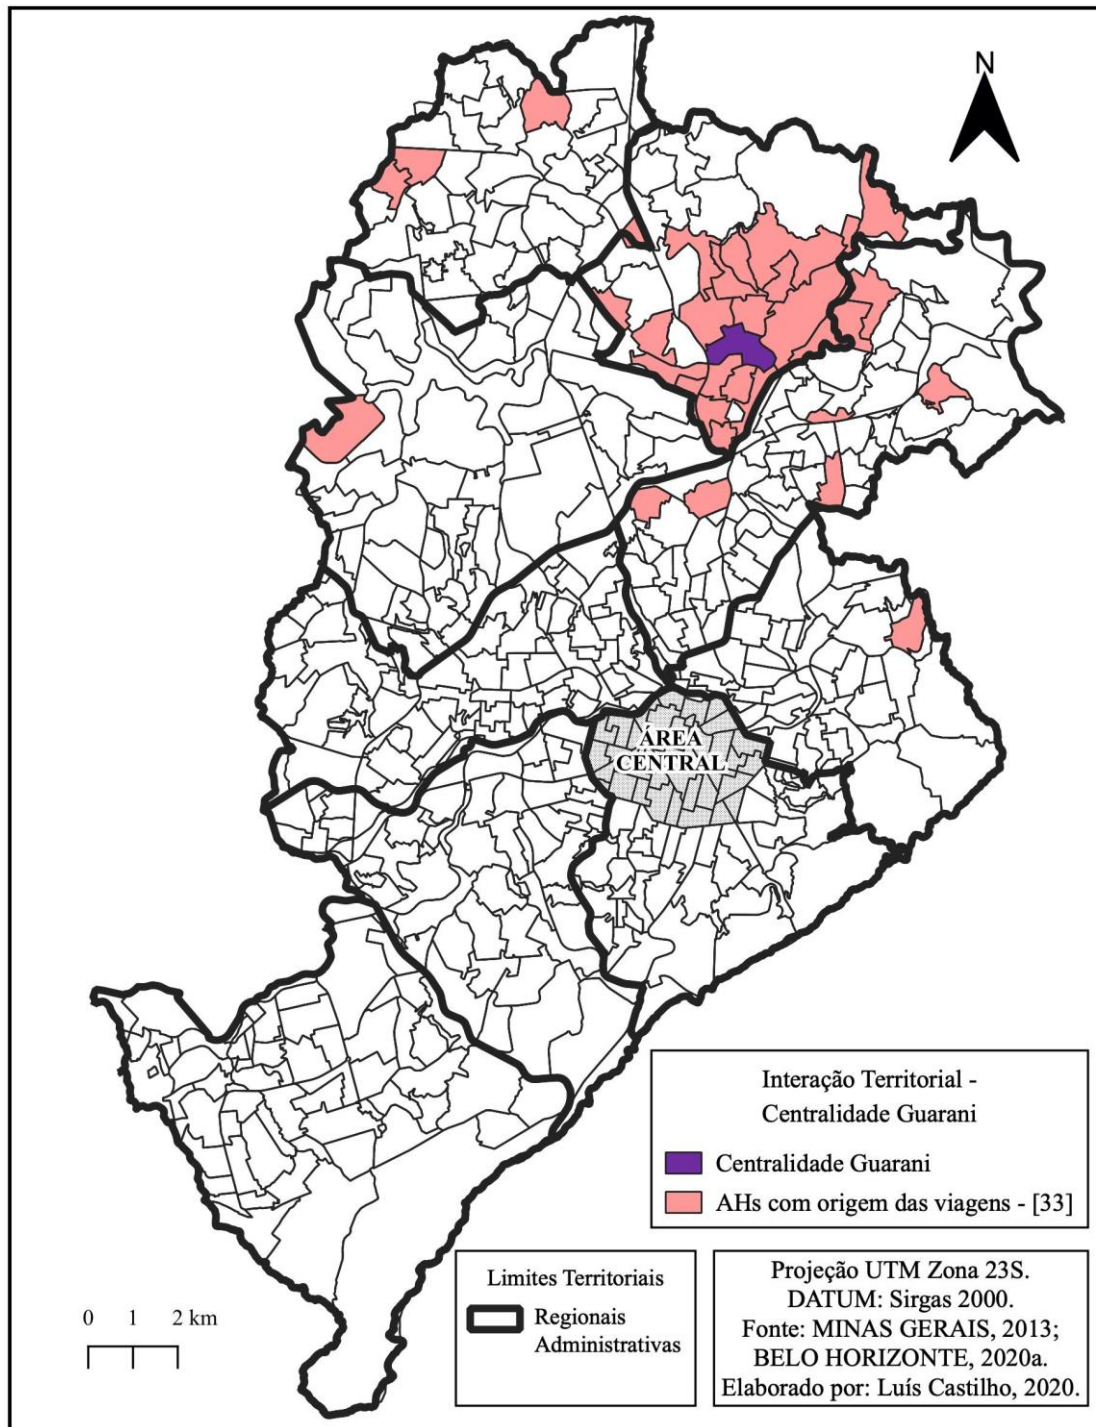 N
ÁREA
CENTRAL
Interação Territorial -
Centralidade Guarani
Centralidade Guarani
AHs com origem das viagens - [33]
Limites Territoriais
Regionais
Administrativas
Projeção UTM Zona 23S.
DATUM: Sirgas 2000.
Fonte: MINAS GERAIS, 2013;
BELO HORIZONTE, 2020a.
Elaborado por: Luís Castilho, 2020.
0 1 2 km